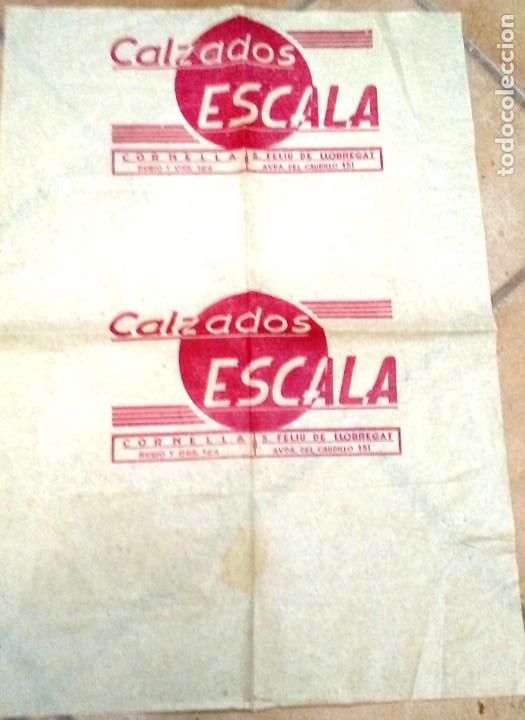 Calzados
ESCALA
CORNELLA S. FELIU DE LLOBREGAT
RUBIO Y ORS, 164 AVDA. DEL CAUDILLO 151
Calzados
ESCALA
CORNELLA S. FELIU DE LLOBREGAT
RUBIO Y ORS, 164 AVDA. DEL CAUDILLO 151
todocoleccion